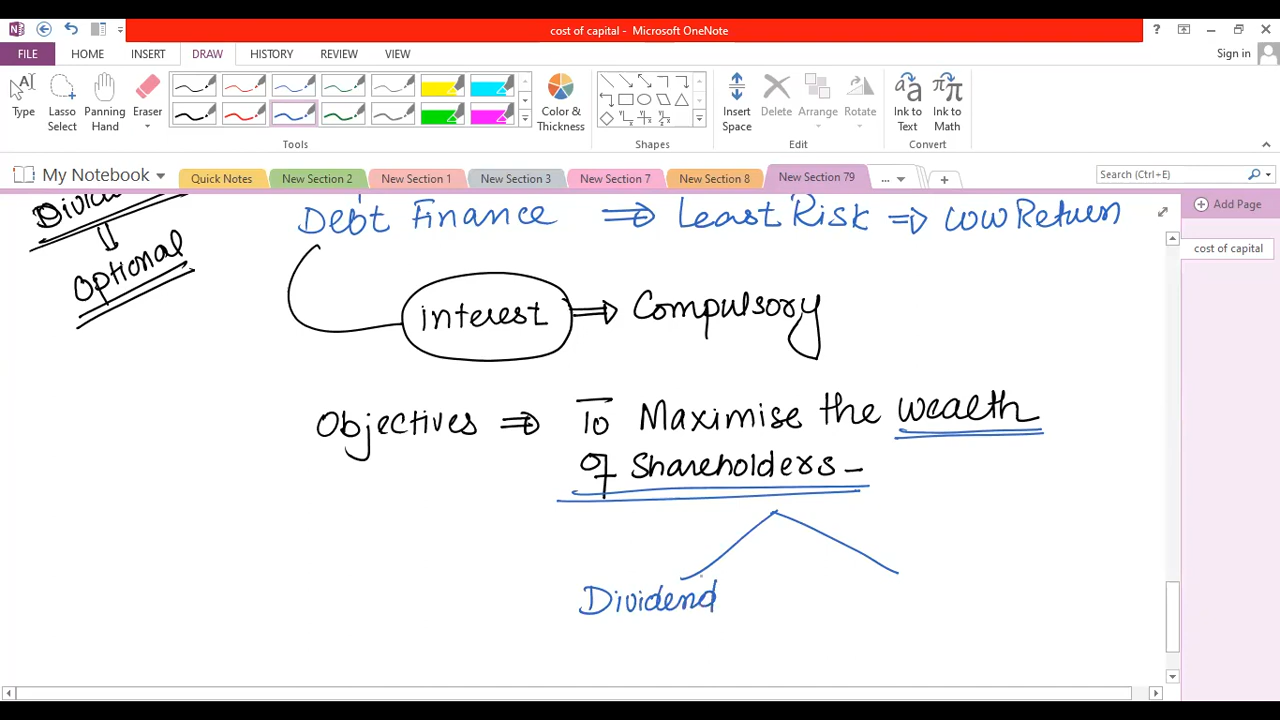 cost of capital - Microsoft OneNote
FILE HOME INSERT DRAW HISTORY REVIEW VIEW Sign in
Type Lasso Select Panning Hand Eraser Color & Thickness Insert Space Delete Arrange Rotate Ink to Text Ink to Math
Tools Shapes Edit Convert
My Notebook Quick Notes New Section 2 New Section 1 New Section 3 New Section 7 New Section 8 New Section 79 ... Search (Ctrl+E)
Add Page
cost of capital
Debt Finance ⇒ Least Risk ⇒ Low Return
Optional
interest ⇒ Compulsory
Objectives ⇒ To Maximise the wealth
of Shareholders -
Dividend